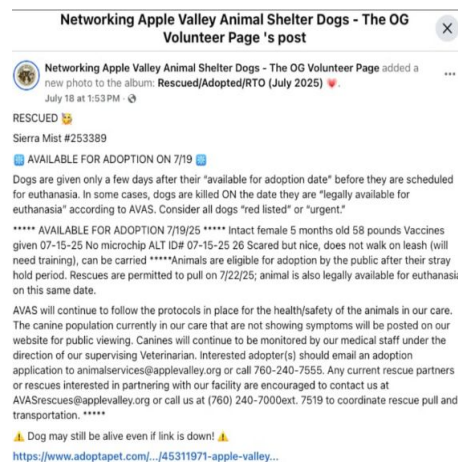 Networking Apple Valley Animal Shelter Dogs - The OG
Volunteer Page 's post
Networking Apple Valley Animal Shelter Dogs - The OG Volunteer Page added a
new photo to the album: Rescued/Adopted/RTO (July 2025) 💗.
July 18 at 1:53 PM ·
RESCUED 🥳
Sierra Mist #253389
AVAILABLE FOR ADOPTION ON 7/19
Dogs are given only a few days after their "available for adoption date" before they are scheduled
for euthanasia. In some cases, dogs are killed ON the date they are "legally available for
euthanasia" according to AVAS. Consider all dogs "red listed" or "urgent."
***** AVAILABLE FOR ADOPTION 7/19/25 ***** Intact female 5 months old 58 pounds Vaccines
given 07-15-25 No microchip ALT ID# 07-15-25 26 Scared but nice, does not walk on leash (will
need training), can be carried *****Animals are eligible for adoption by the public after their stray
hold period. Rescues are permitted to pull on 7/22/25; animal is also legally available for euthanasia
on this same date.
AVAS will continue to follow the protocols in place for the health/safety of the animals in our care.
The canine population currently in our care that are not showing symptoms will be posted on our
website for public viewing. Canines will continue to be monitored by our medical staff under the
direction of our supervising Veterinarian. Interested adopter(s) should email an adoption
application to animalservices@applevalley.org or call 760-240-7555. Any current rescue partners
or rescues interested in partnering with our facility are encouraged to contact us at
AVASrescues@applevalley.org or call us at (760) 240-7000ext. 7519 to coordinate rescue pull and
transportation. *****
⚠️ Dog may still be alive even if link is down! ⚠️
https://www.adoptapet.com/.../45311971-apple-valley...